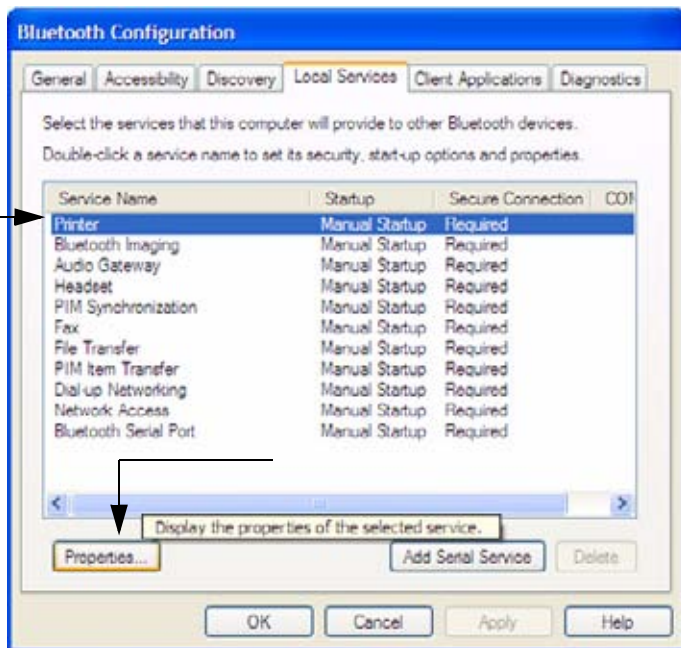 Bluetooth Configuration
General Accessibility Discovery Local Services Client Applications Diagnostics
Select the services that this computer will provide to other Bluetooth devices.
Double-click a service name to set its security, start-up options and properties.
Service Name Startup Secure Connection COM
Printer Manual Startup Required
Bluetooth Imaging Manual Startup Required
Audio Gateway Manual Startup Required
Headset Manual Startup Required
PIM Synchronization Manual Startup Required
Fax Manual Startup Required
File Transfer Manual Startup Required
PIM Item Transfer Manual Startup Required
Dial-up Networking Manual Startup Required
Network Access Manual Startup Required
Bluetooth Serial Port Manual Startup Required
Display the properties of the selected service.
Properties... Add Serial Service Delete
OK Cancel Apply Help